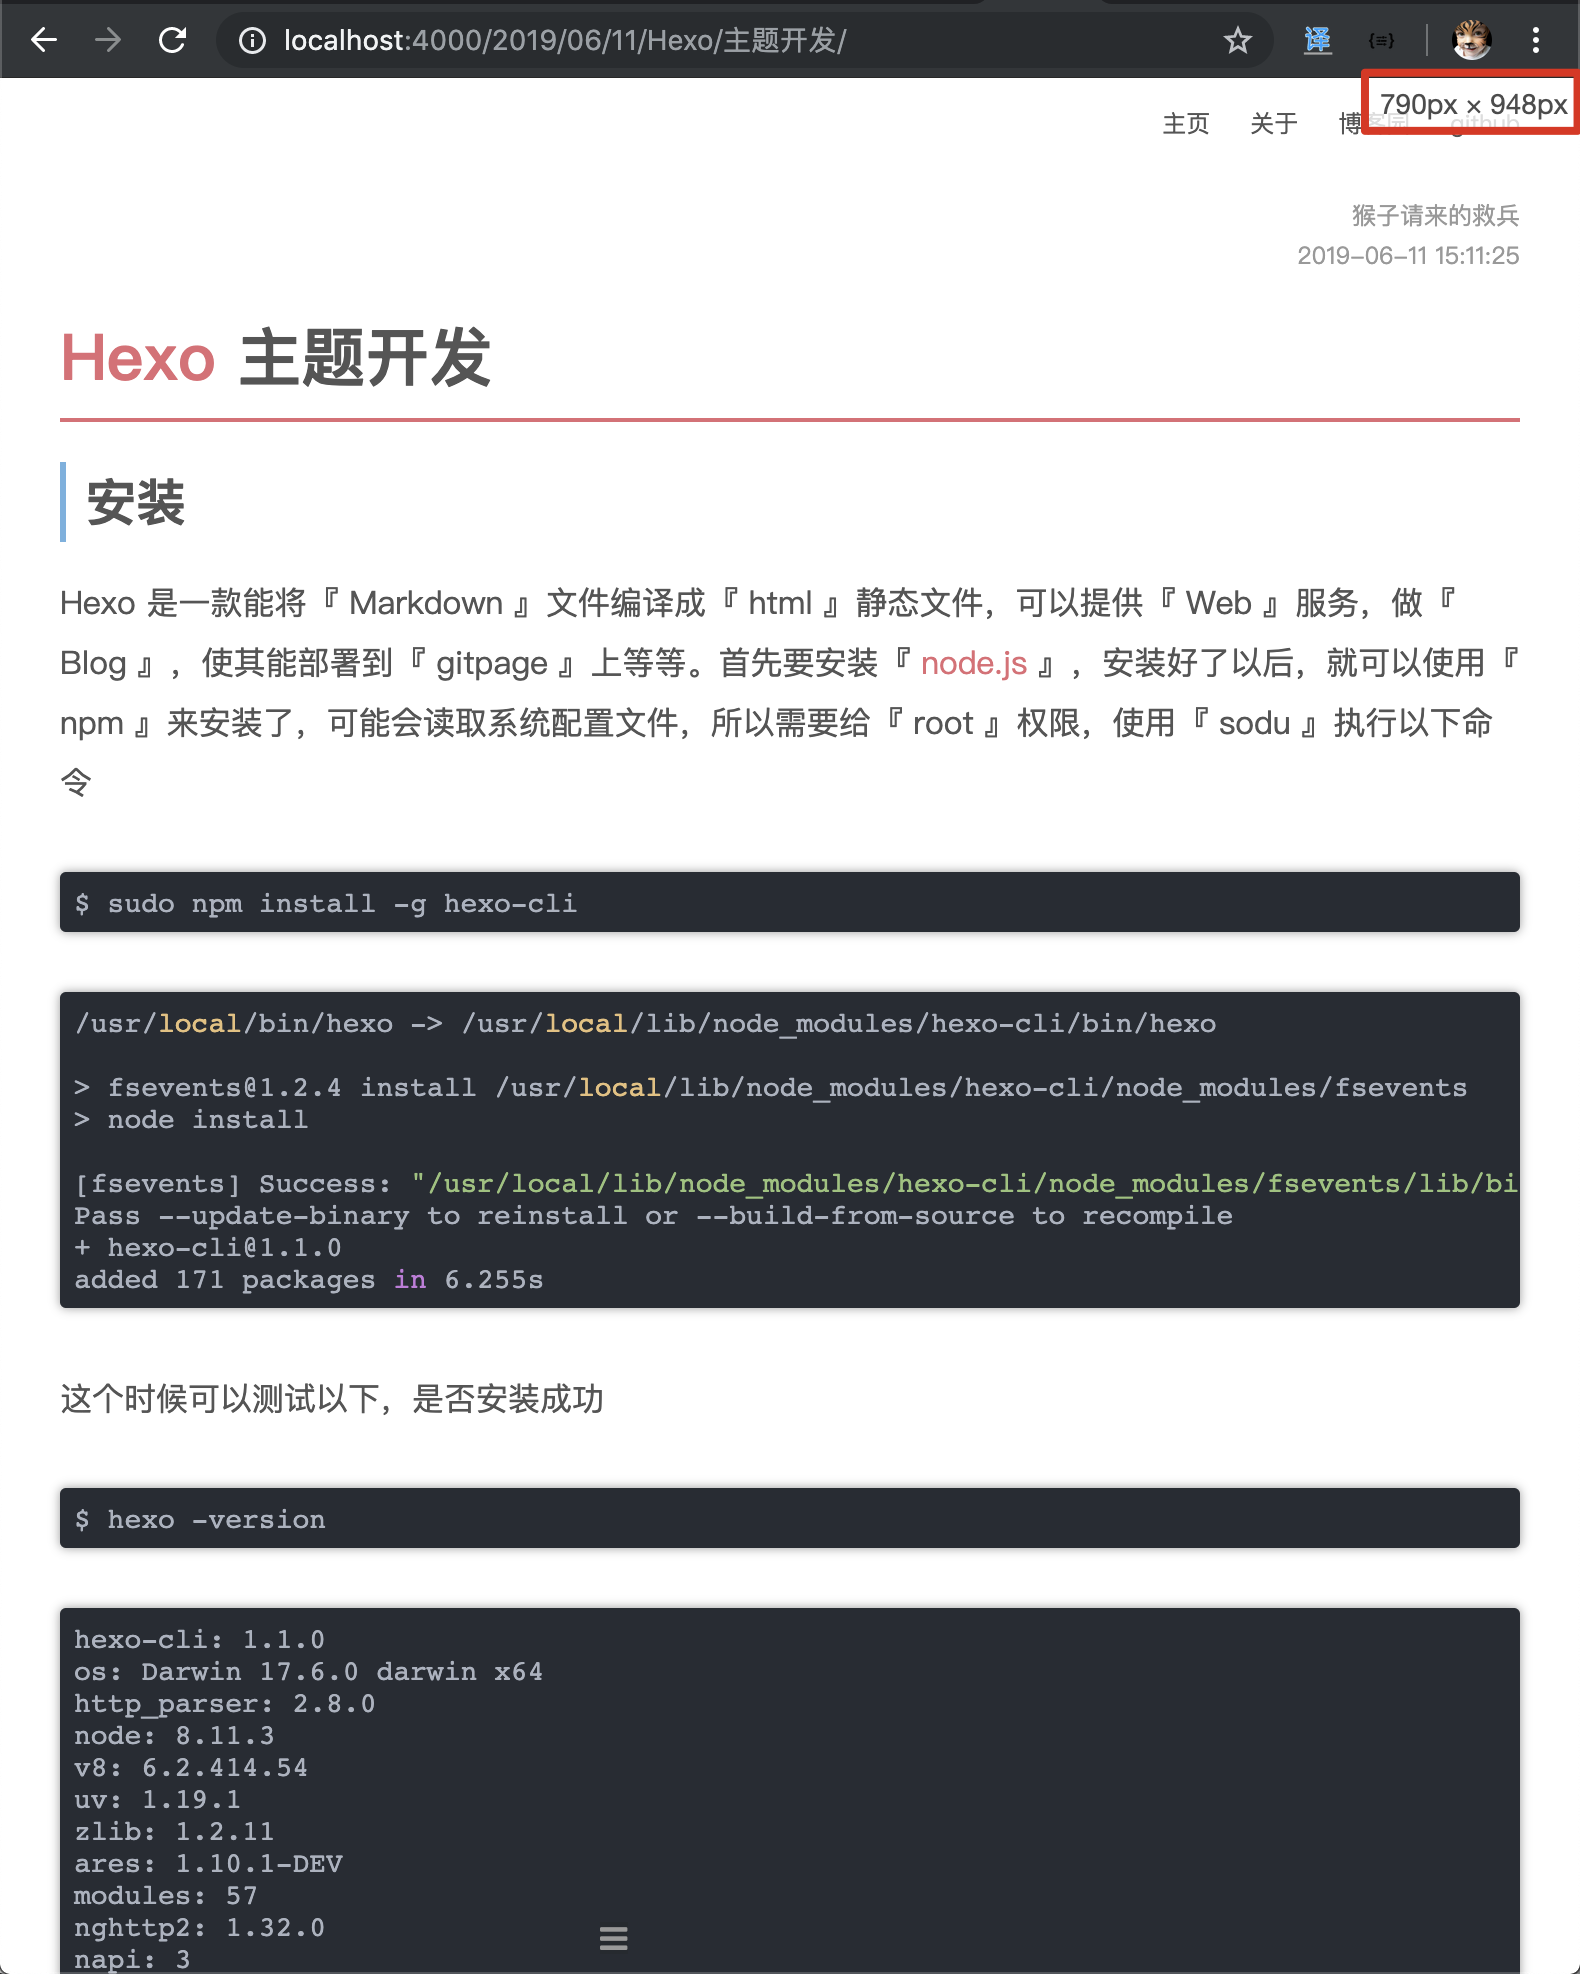 localhost:4000/2019/06/11/Hexo/主题开发/
译
790px × 948px
主页 关于 博客园 github
猴子请来的救兵
2019-06-11 15:11:25
Hexo 主题开发
安装
Hexo 是一款能将『 Markdown 』文件编译成『 html 』静态文件，可以提供『 Web 』服务，做『
Blog 』，使其能部署到『 gitpage 』上等等。首先要安装『 node.js 』，安装好了以后，就可以使用『
npm 』来安装了，可能会读取系统配置文件，所以需要给『 root 』权限，使用『 sodu 』执行以下命
令
$ sudo npm install -g hexo-cli
/usr/local/bin/hexo -> /usr/local/lib/node_modules/hexo-cli/bin/hexo
> fsevents@1.2.4 install /usr/local/lib/node_modules/hexo-cli/node_modules/fsevents
> node install
[fsevents] Success: "/usr/local/lib/node_modules/hexo-cli/node_modules/fsevents/lib/bi
Pass --update-binary to reinstall or --build-from-source to recompile
+ hexo-cli@1.1.0
added 171 packages in 6.255s
这个时候可以测试以下，是否安装成功
$ hexo -version
hexo-cli: 1.1.0
os: Darwin 17.6.0 darwin x64
http_parser: 2.8.0
node: 8.11.3
v8: 6.2.414.54
uv: 1.19.1
zlib: 1.2.11
ares: 1.10.1-DEV
modules: 57
nghttp2: 1.32.0
napi: 3